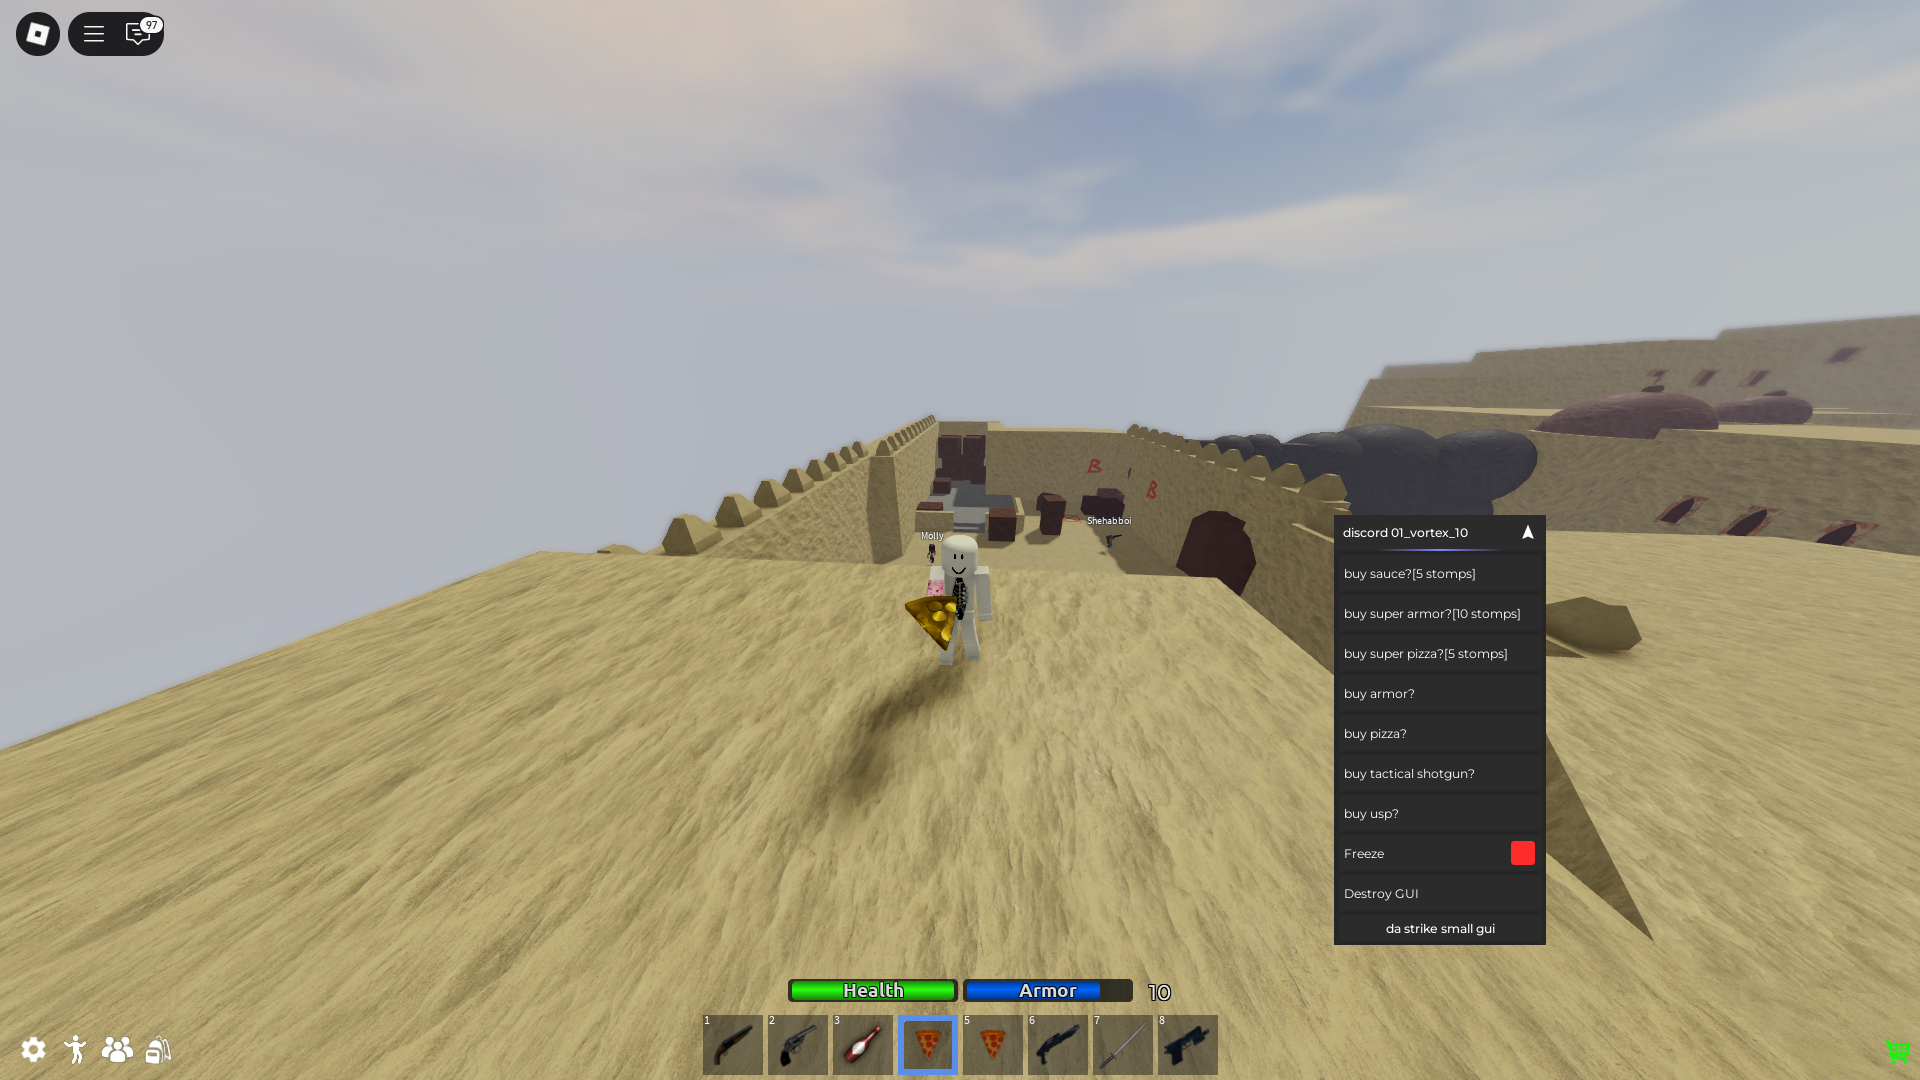 97
B
B
Shehabboi
Molly
discord 01_vortex_10
buy sauce?[5 stomps]
buy super armor?[10 stomps]
buy super pizza?[5 stomps]
buy armor?
buy pizza?
buy tactical shotgun?
buy usp?
Freeze
Destroy GUI
da strike small gui
Health
Armor
10
1
2
3
5
6
7
8